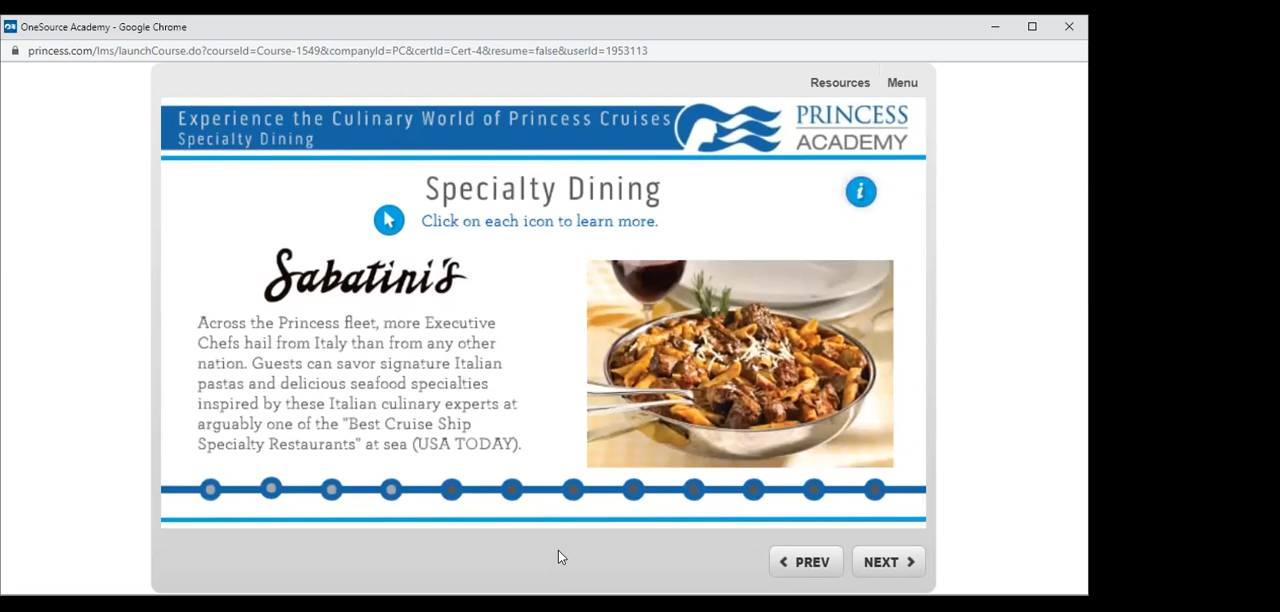 OneSource Academy - Google Chrome
princess.com/lms/launchCourse.do?courseId=Course-1549&companyId=PC&certId=Cert-4&resume=false&userId=1953113
Resources Menu
Experience the Culinary World of Princess Cruises
Specialty Dining
PRINCESS
ACADEMY
Specialty Dining
i
Click on each icon to learn more.
Sabatini's
Across the Princess fleet, more Executive
Chefs hail from Italy than from any other
nation. Guests can savor signature Italian
pastas and delicious seafood specialties
inspired by these Italian culinary experts at
arguably one of the "Best Cruise Ship
Specialty Restaurants" at sea (USA TODAY).
PREV NEXT